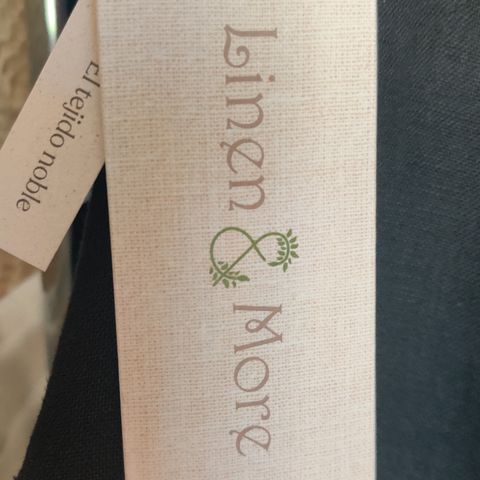 Linen & More
El tejido noble